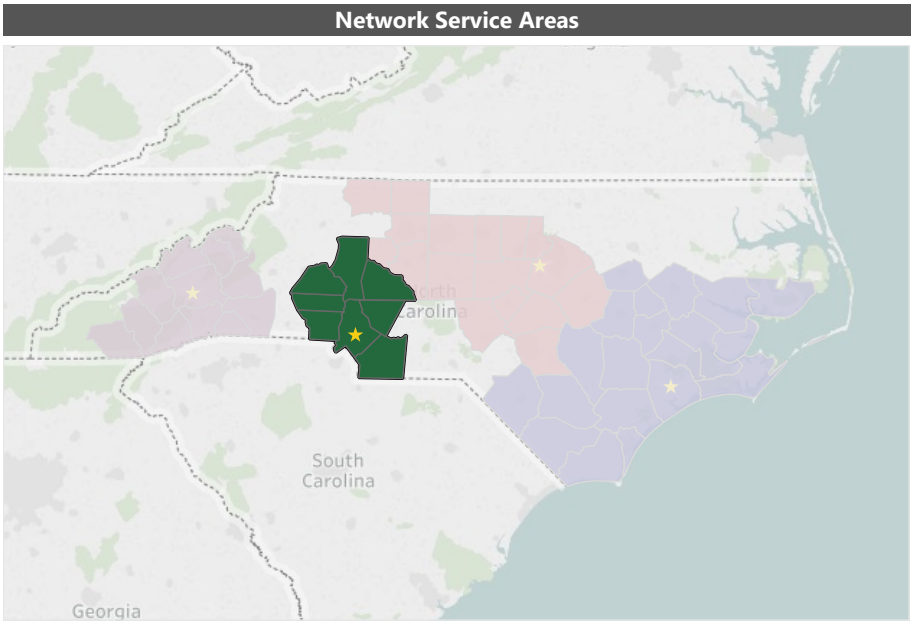 Network Service Areas
North
Carolina
South
Carolina
Georgia